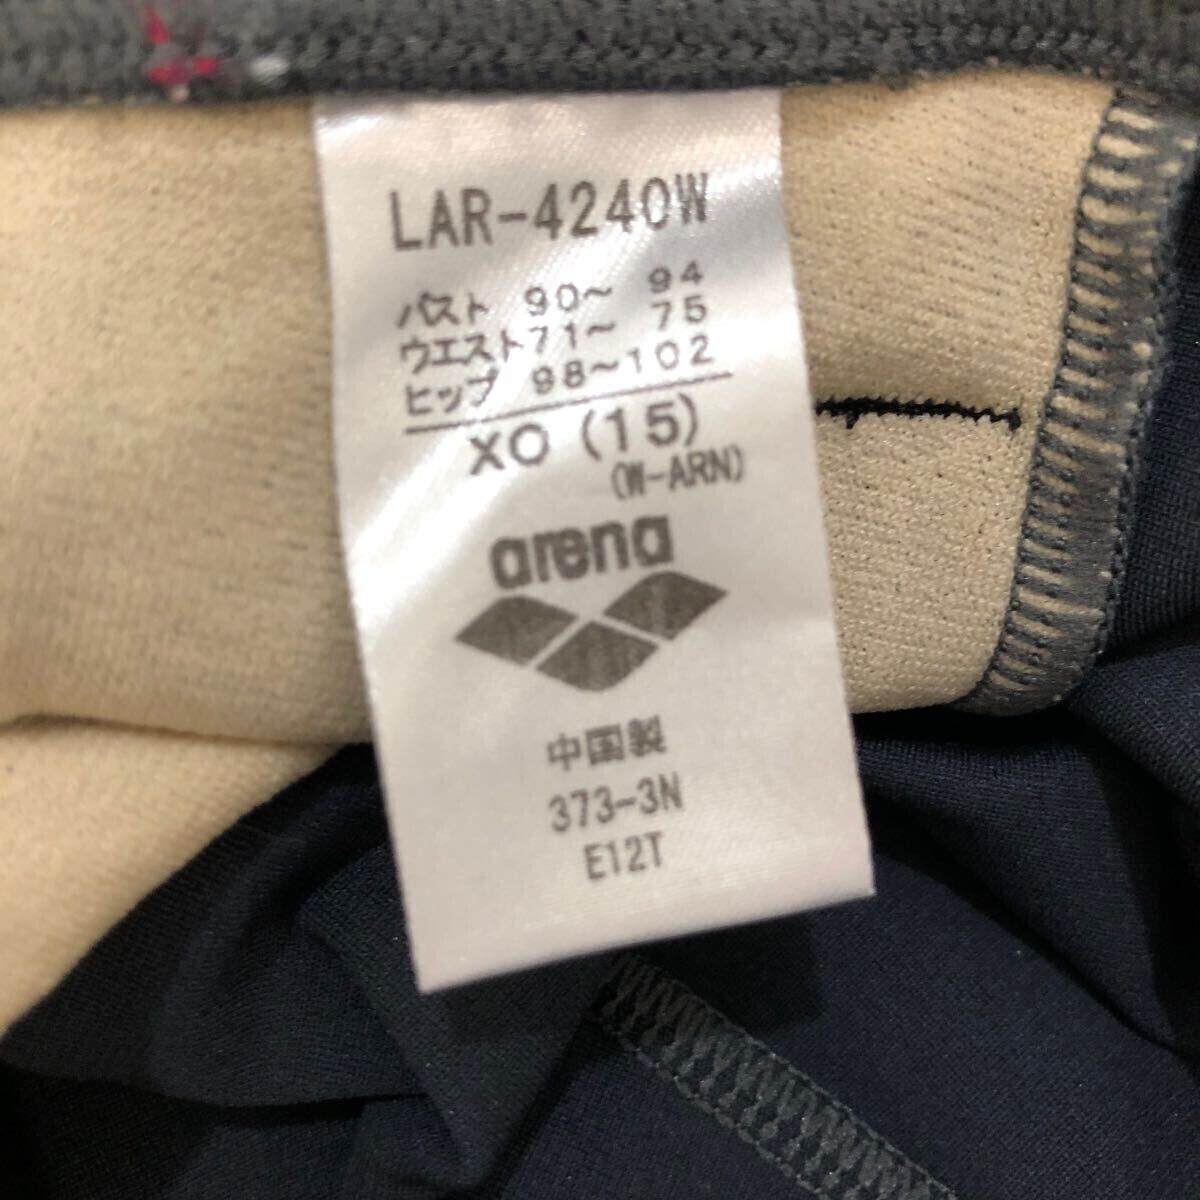 LAR-4240W
バスト 90～ 94
ウエスト71～ 75
ヒップ 98～102
XO (15)
(W-ARN)
arena
中国製
373-3N
E12T